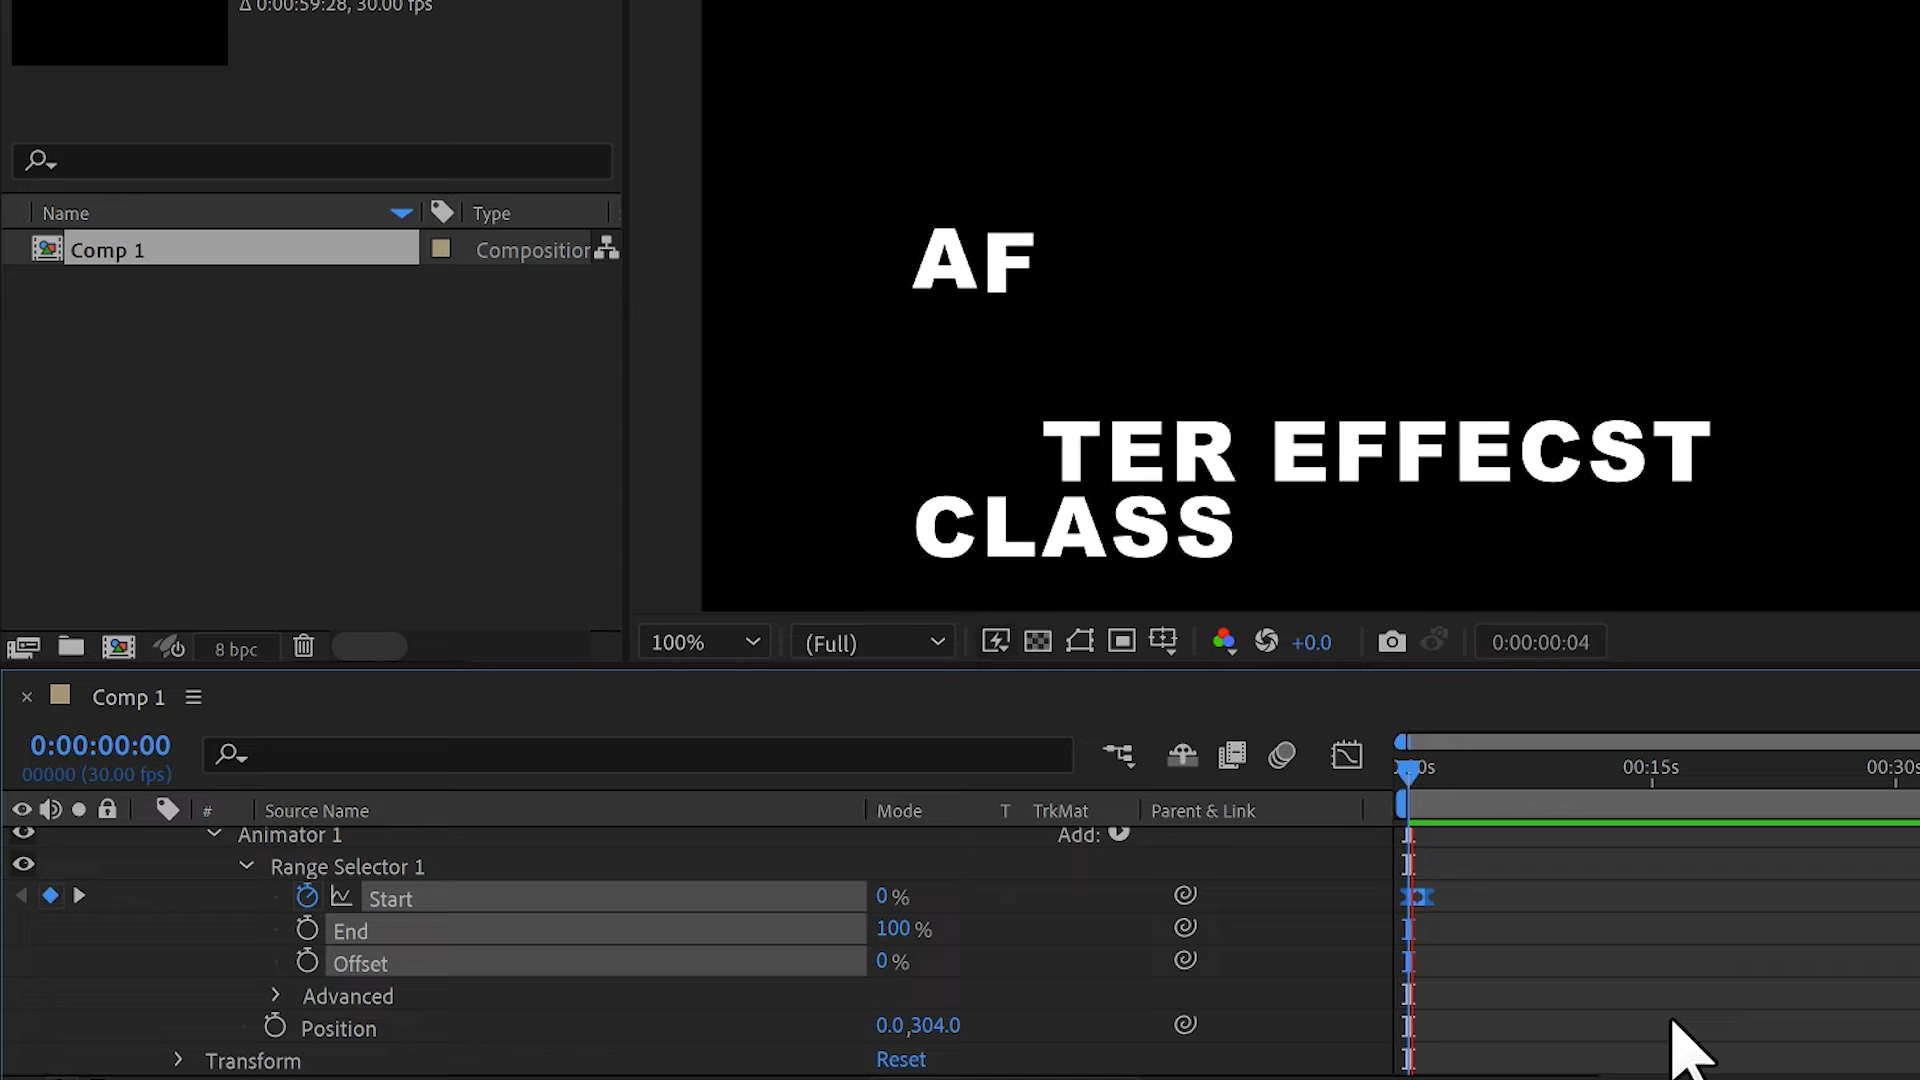 Δ 0:00:59:28, 30.00 fps
Name Type
Comp 1 Composition
AF
TER EFFECST
CLASS
8 bpc
100% (Full) +0.0 0:00:00:04
× Comp 1
0:00:00:00
00000 (30.00 fps)
00:15s 00:30s
# Source Name Mode T TrkMat Parent & Link
Animator 1 Add:
Range Selector 1
Start 0 %
End 100 %
Offset 0 %
Advanced
Position 0.0,304.0
Transform Reset